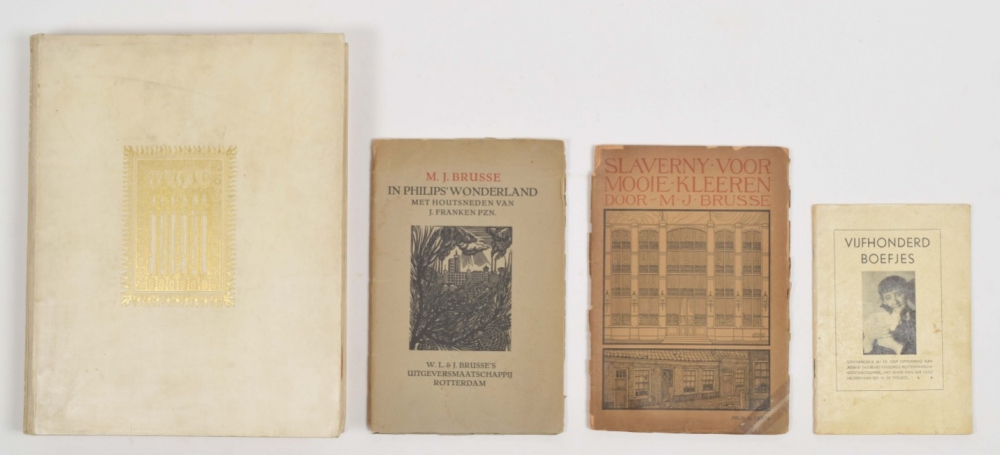 M. J. BRUSSE
IN PHILIPS' WONDERLAND
MET HOUTSNEDEN VAN
J. FRANKEN PZN.
W. L. & J. BRUSSE'S
UITGEVERSMAATSCHAPPIJ
ROTTERDAM
SLAVERNY·VOOR
MOOIE·KLEEREN
DOOR·M·J·BRUSSE
VIJFHONDERD
BOEFJES